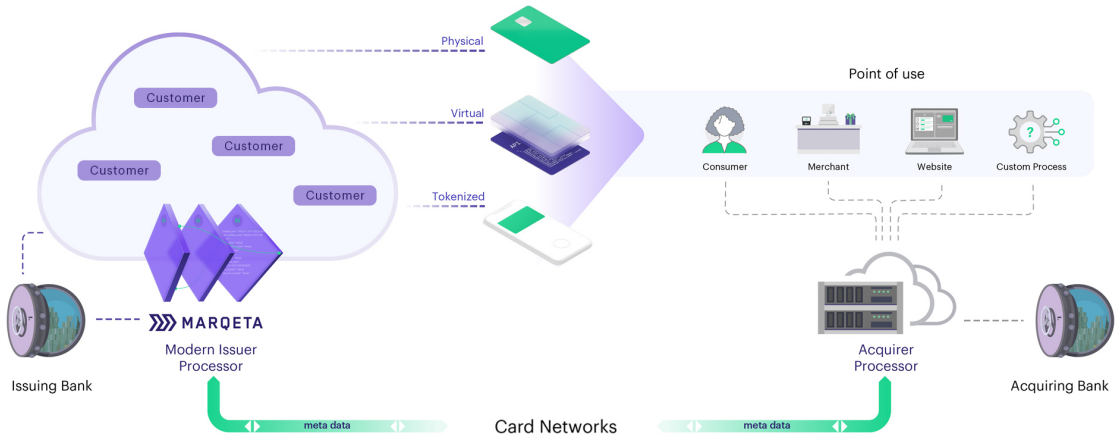 Physical
Point of use
Customer
Virtual
Customer
API
Customer
Consumer
Merchant
Website
Custom Process
?
Customer
Tokenized
MARQETA
Modern Issuer
Processor
Acquirer
Processor
Issuing Bank
Acquiring Bank
meta data
Card Networks
meta data